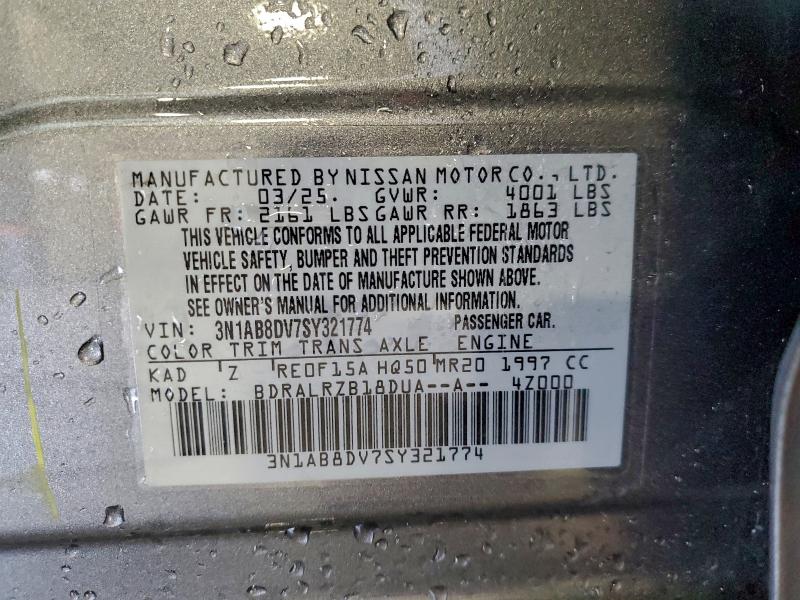 MANUFACTURED BY NISSAN MOTOR CO., LTD.
DATE: 03/25. GVWR: 4001 LBS
GAWR FR: 2161 LBS GAWR RR: 1863 LBS
THIS VEHICLE CONFORMS TO ALL APPLICABLE FEDERAL MOTOR
VEHICLE SAFETY, BUMPER AND THEFT PREVENTION STANDARDS
IN EFFECT ON THE DATE OF MANUFACTURE SHOWN ABOVE.
SEE OWNER'S MANUAL FOR ADDITIONAL INFORMATION.
VIN: 3N1AB8DV7SY321774 PASSENGER CAR.
COLOR TRIM TRANS AXLE ENGINE
KAD Z RE0F15A HQ50 MR20 1997 CC
MODEL: BDRALRZB18DUA--A-- 4Z000
3N1AB8DV7SY321774